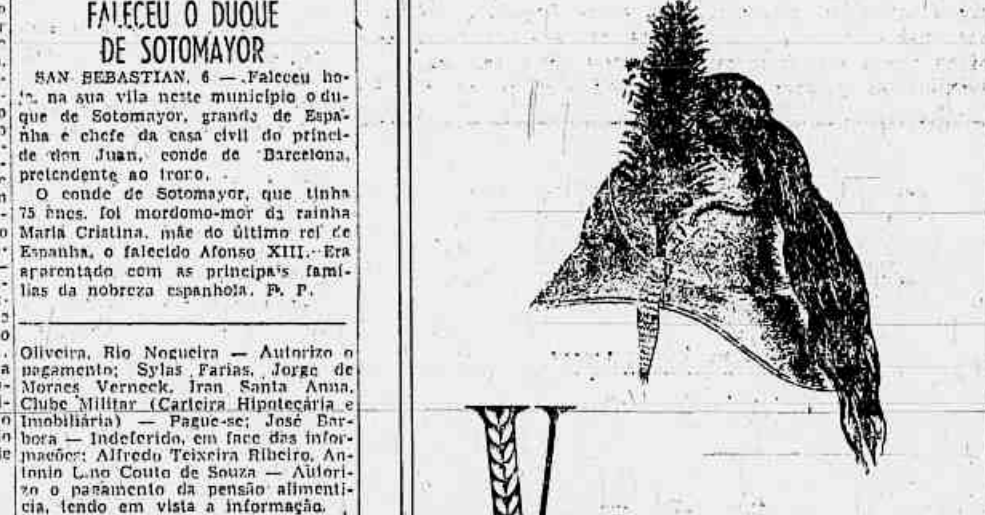 FALECEU O DUQUE
DE SOTOMAYOR
SAN SEBASTIAN, 6 — Faleceu ho-
na sua vila neste município o du-
que de Sotomayor, grande de Espa-
nha e chefe da casa civil do prínci-
de don Juan, conde de Barcelona,
pretendente ao trono.
O conde de Sotomayor, que tinha
75 anos, foi mordomo-mor da rainha
Maria Cristina, mãe do último rei de
Espanha, o falecido Afonso XIII. Era
aparentado com as principais famí-
lias da nobreza espanhola. F. P.
Oliveira, Rio Nogueira — Autorizo o
pagamento; Sylas Farias, Jorge de
Moraes Verneck, Iran Santa Anna,
Clube Militar (Carteira Hipotecária e
Imobiliária) — Pague-se; José Bar-
bora — Indeferido, em face das infor-
mações; Alfredo Teixeira Ribeiro, An-
tonio Lino Couto de Souza — Autori-
zo o pagamento da pensão alimentí-
cia, tendo em vista a informação.